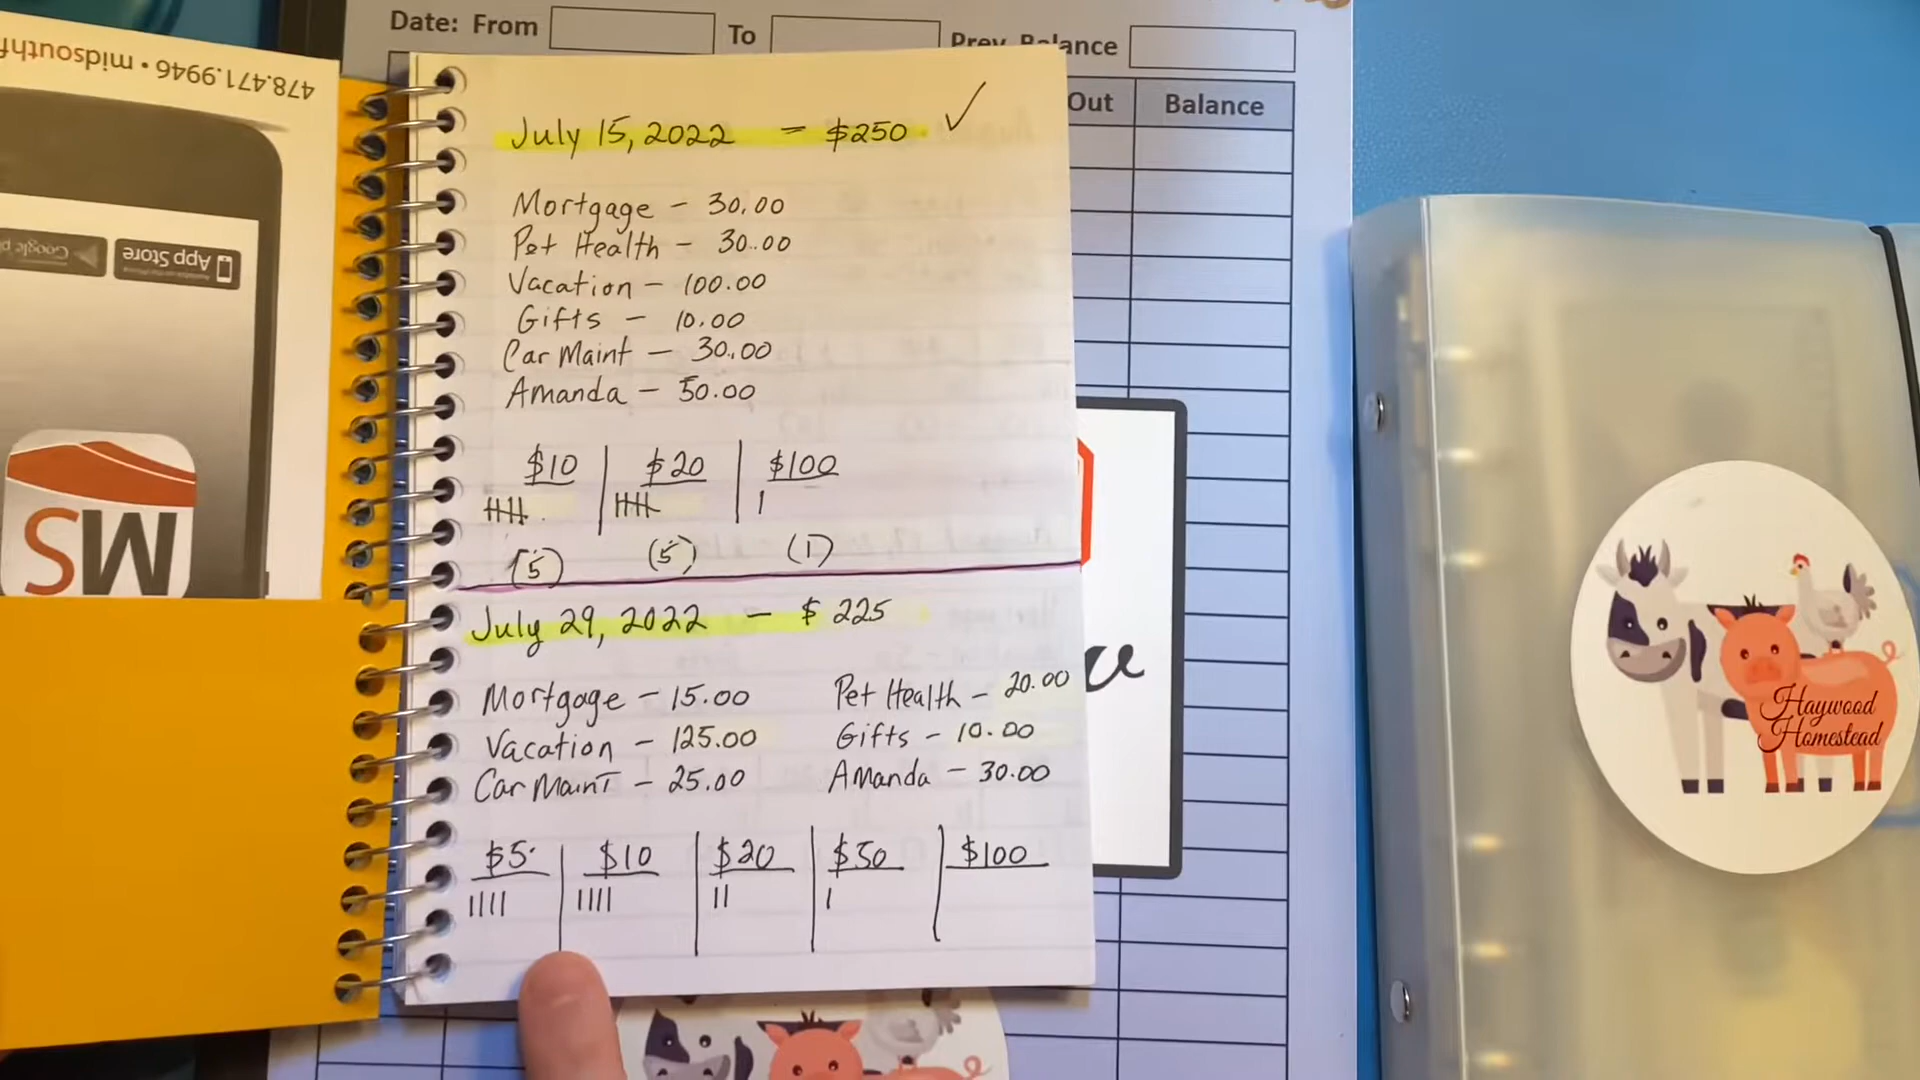 478.471.9946 • midsouthf
App Store
Google p
MS
Date: From To Prev. Balance
Out Balance
July 15, 2022 = $250 ✓
Mortgage - 30.00
Pet Health - 30.00
Vacation - 100.00
Gifts - 10.00
Car Maint - 30.00
Amanda - 50.00
$10 $20 $100
(5) (5) (1)
July 29, 2022 - $225
Mortgage - 15.00 Pet Health - 20.00
Vacation - 125.00 Gifts - 10.00
Car Maint - 25.00 Amanda - 30.00
$5 $10 $20 $50 $100
Haywood
Homestead